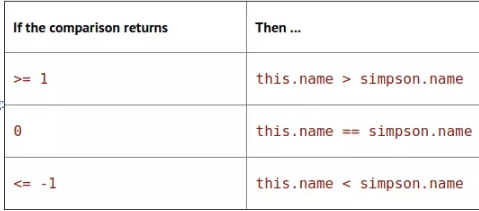 If the comparison returns Then ...
>= 1 this.name > simpson.name
0 this.name == simpson.name
<= -1 this.name < simpson.name